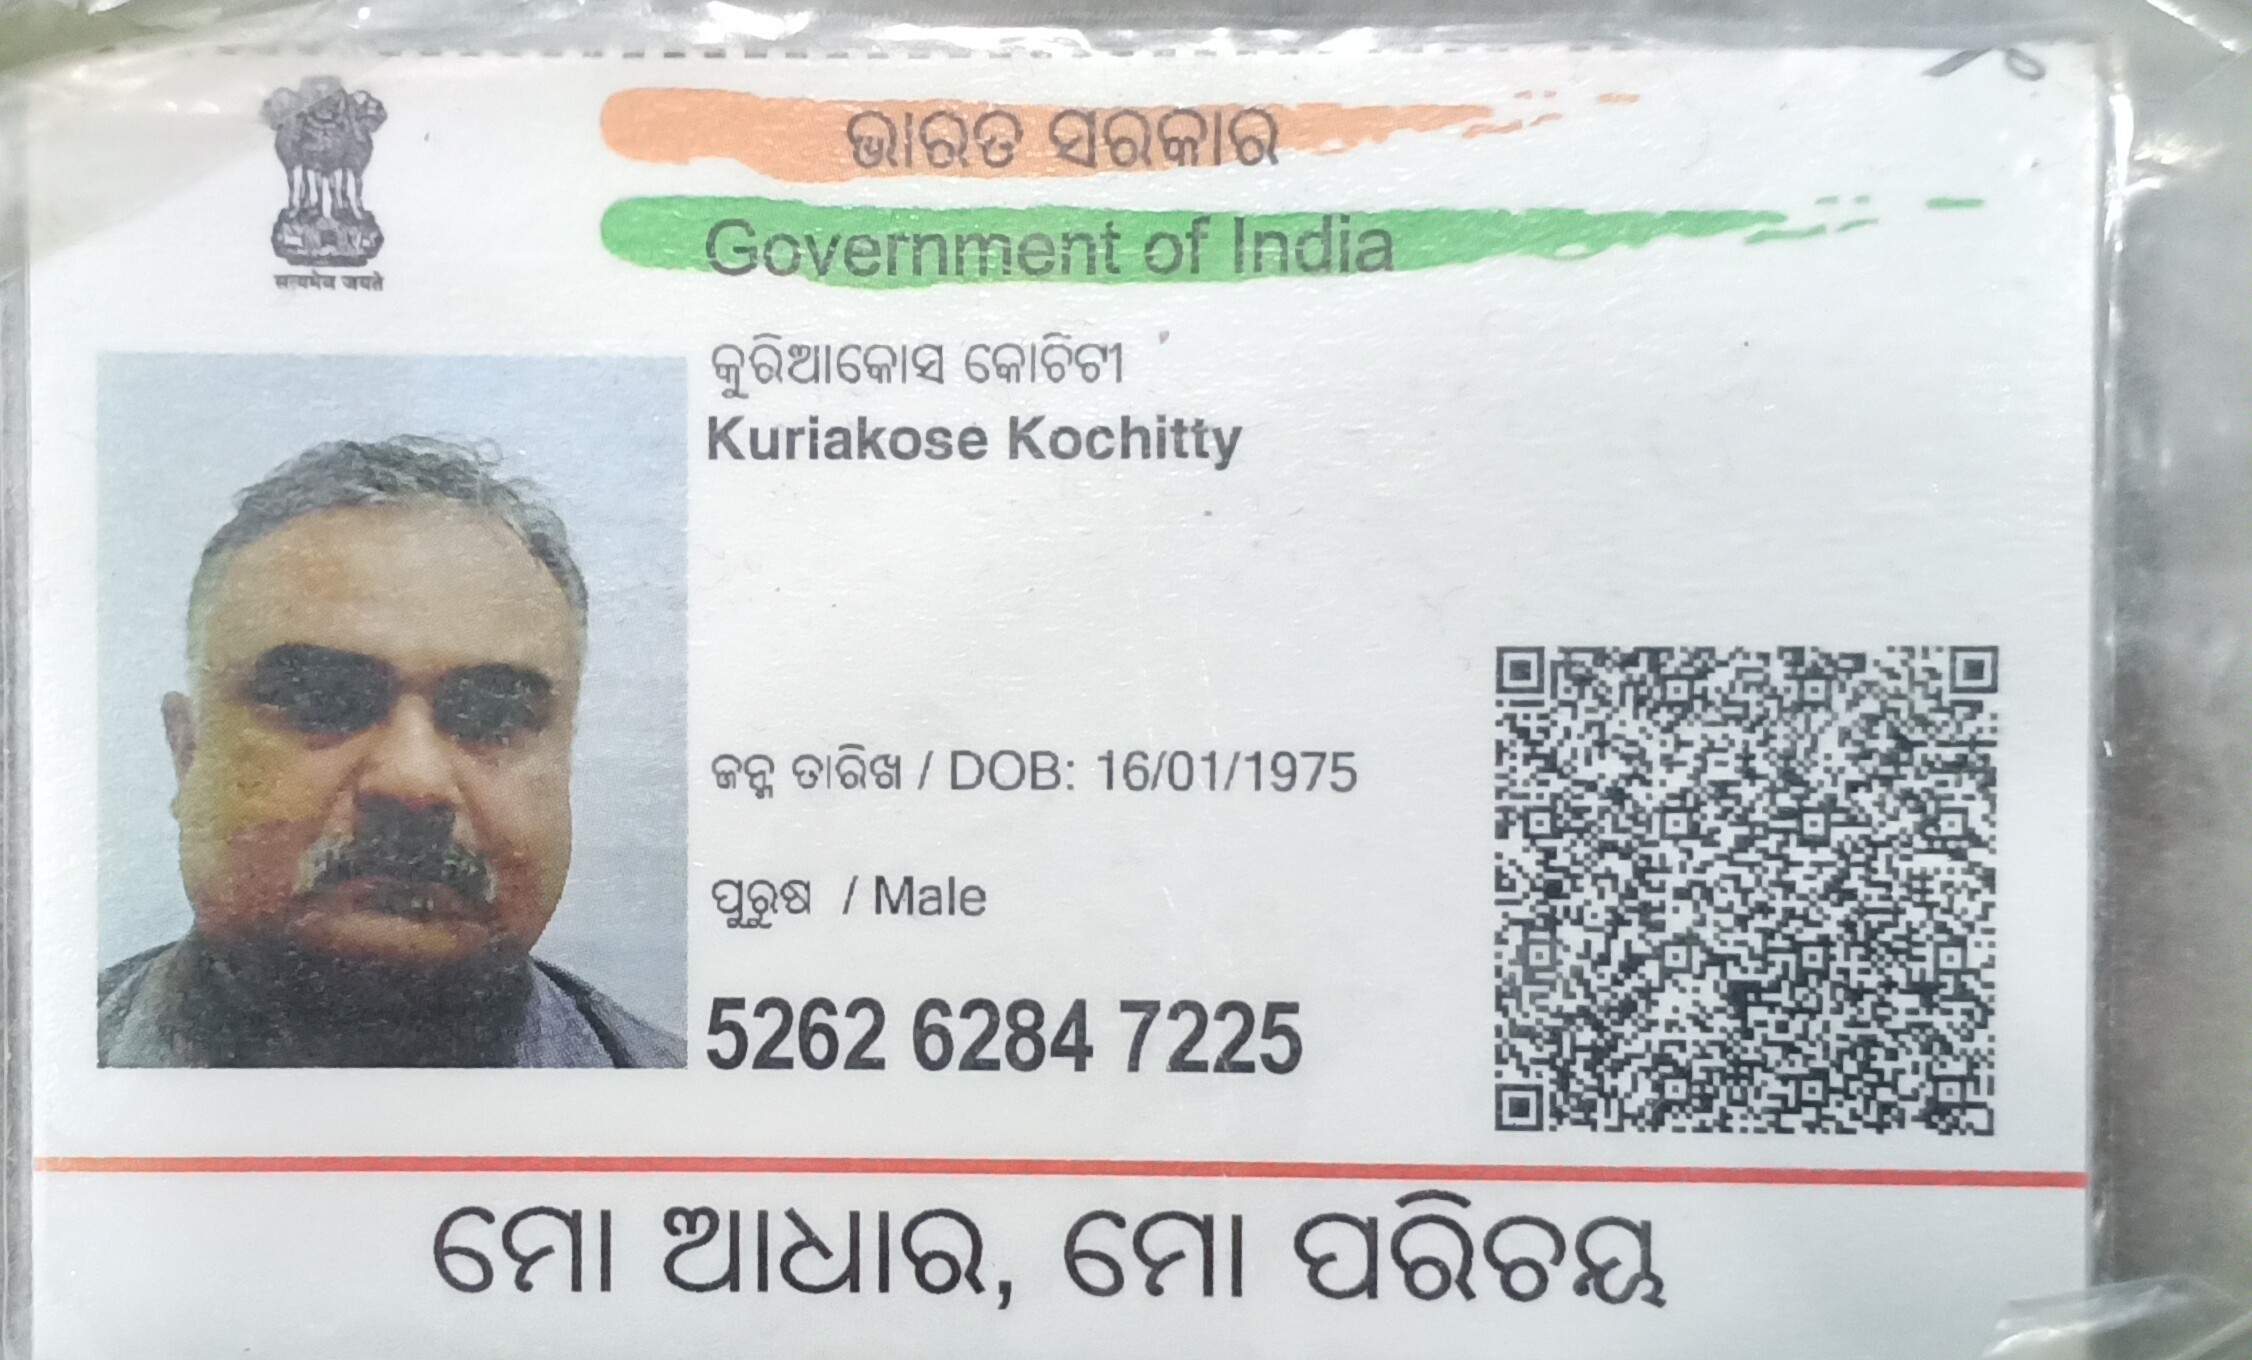 ଭାରତ ସରକାର
Government of India
सत्यमेव जयते
କୁରିଆକୋସ କୋଚିଟୀ
Kuriakose Kochitty
ଜନ୍ମ ତାରିଖ / DOB: 16/01/1975
ପୁରୁଷ / Male
5262 6284 7225
ମୋ ଆଧାର, ମୋ ପରିଚୟ